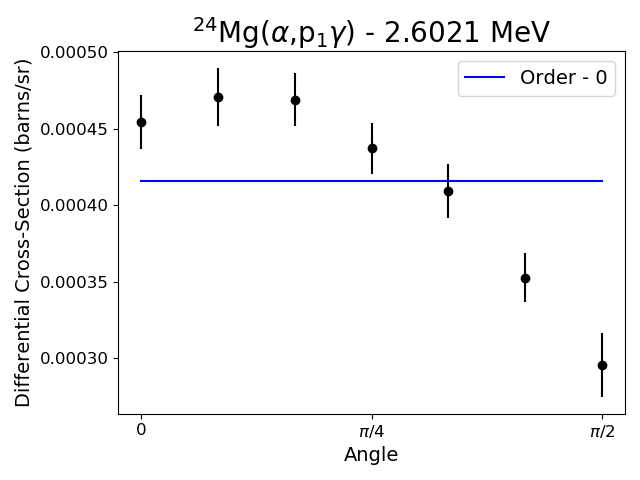 ²⁴Mg(α,p₁γ) - 2.6021 MeV
Order - 0
Differential Cross-Section (barns/sr)
0.00050
0.00045
0.00040
0.00035
0.00030
0 π/4 π/2
Angle